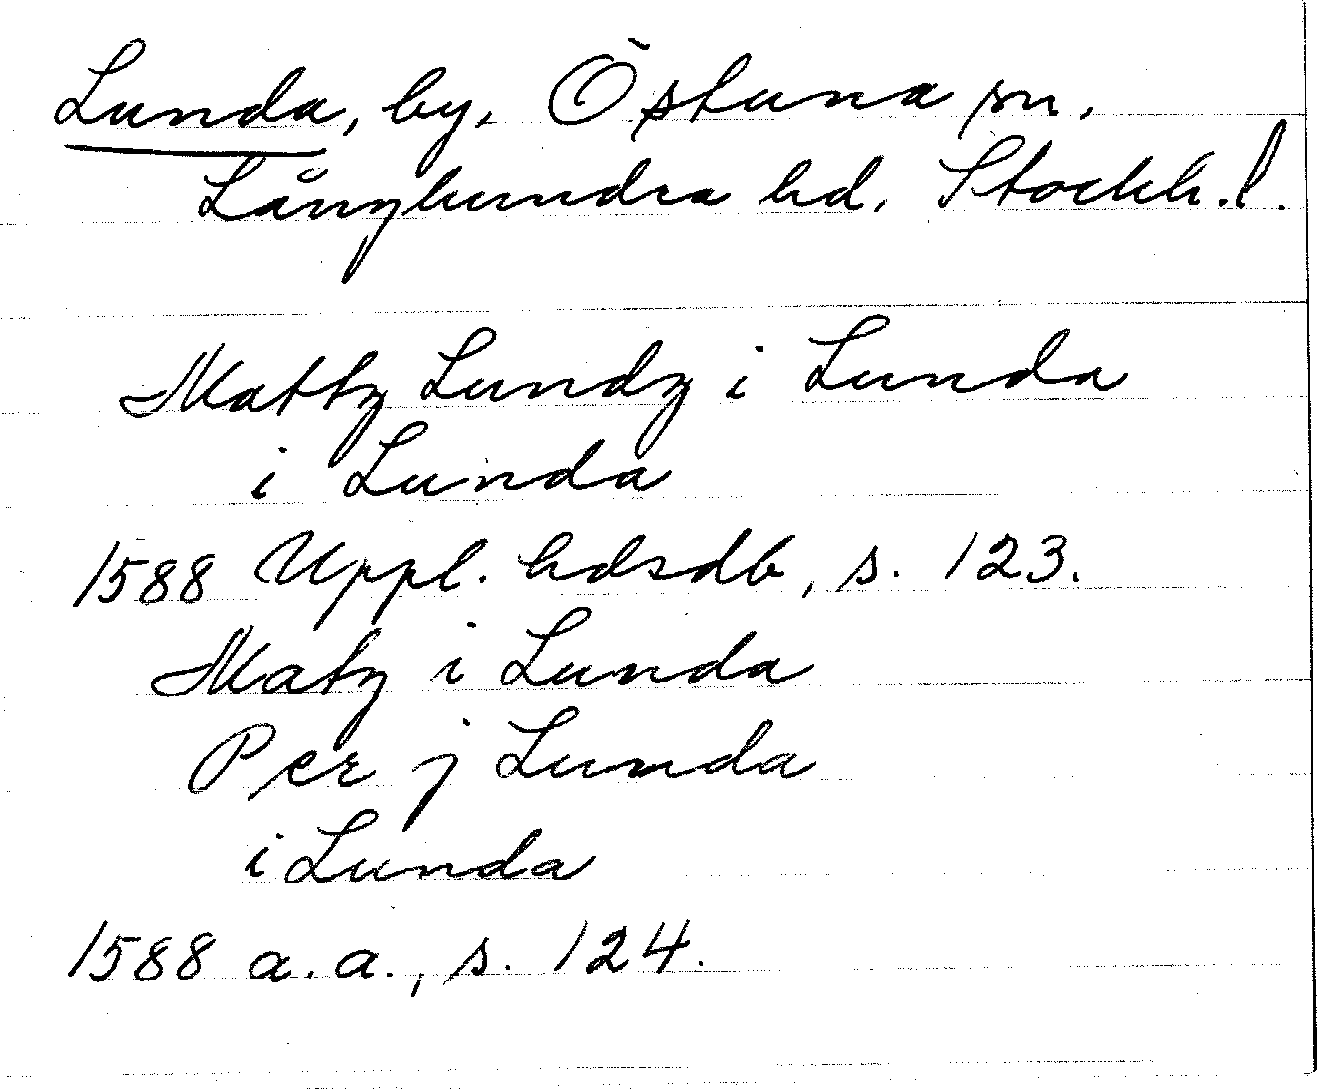 Lunda, by, Östuna sn.
Långhundra hd. Stockh. l.
Mattz Lundz i Lunda
i Lunda
1588 Uppl. hdsdb, s. 123.
Matz i Lunda
Per j Lunda
i Lunda
1588 a.a., s. 124.